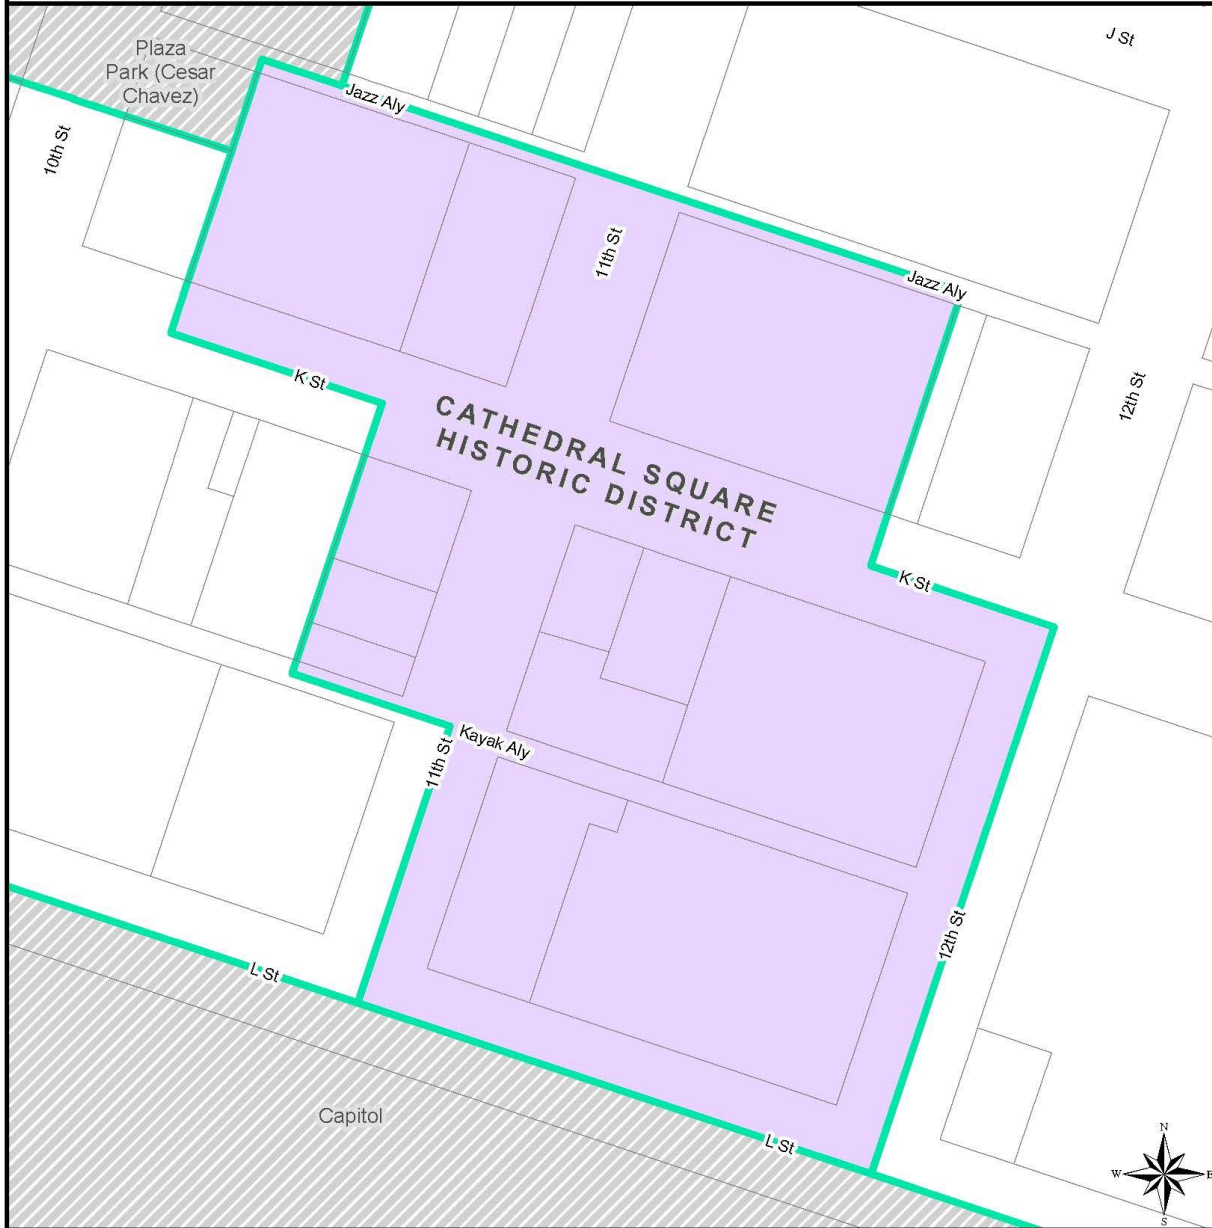 J St
Plaza
Park (Cesar
Chavez)
Jazz Aly
10th St
11th St
Jazz Aly
K St
12th St
CATHEDRAL SQUARE
HISTORIC DISTRICT
K St
Kayak Aly
11th St
12th St
L St
Capitol
L St
N
W
E
S